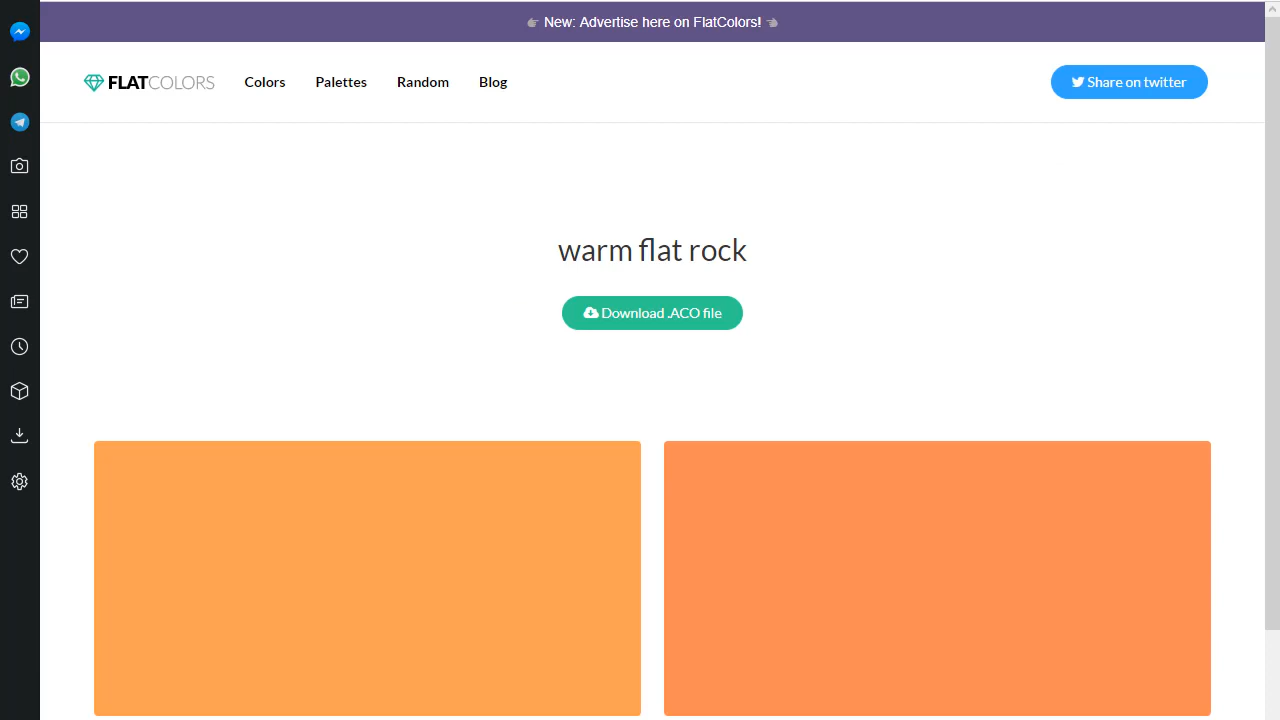 New: Advertise here on FlatColors!
FLATCOLORS
Colors
Palettes
Random
Blog
Share on twitter
warm flat rock
Download .ACO file